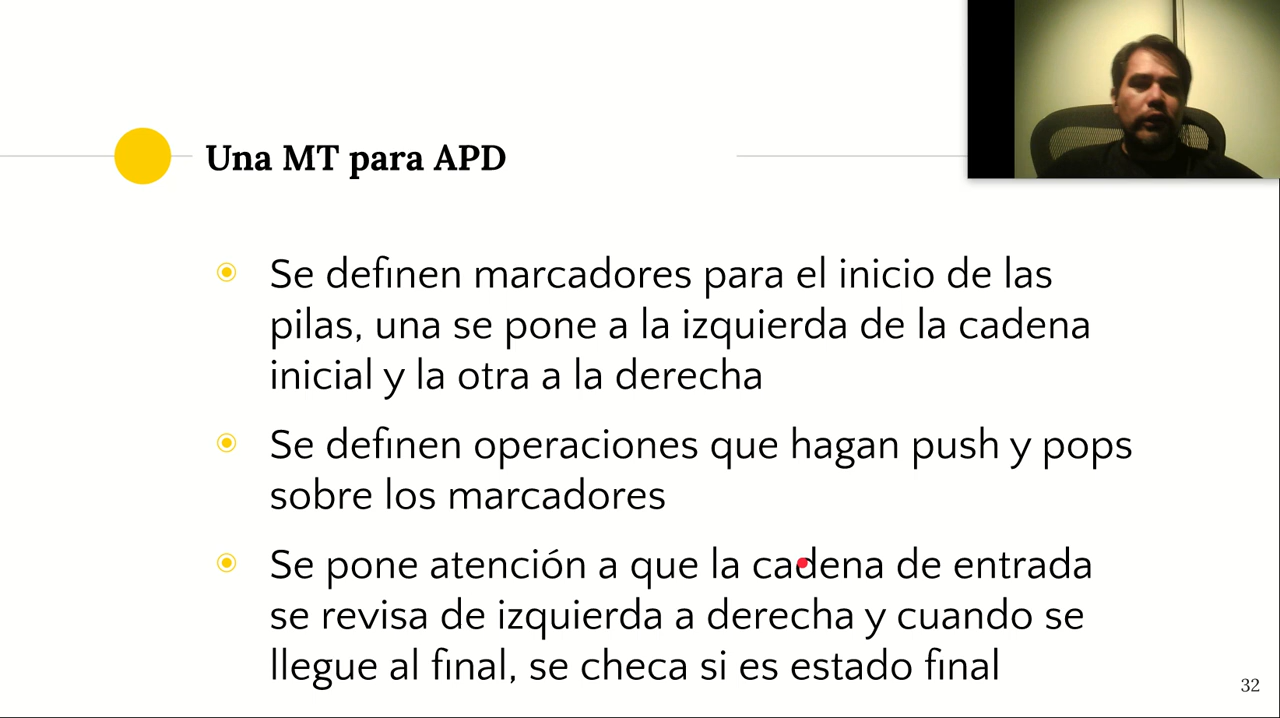 Una MT para APD
Se definen marcadores para el inicio de las
pilas, una se pone a la izquierda de la cadena
inicial y la otra a la derecha
Se definen operaciones que hagan push y pops
sobre los marcadores
Se pone atención a que la cadena de entrada
se revisa de izquierda a derecha y cuando se
llegue al final, se checa si es estado final
32